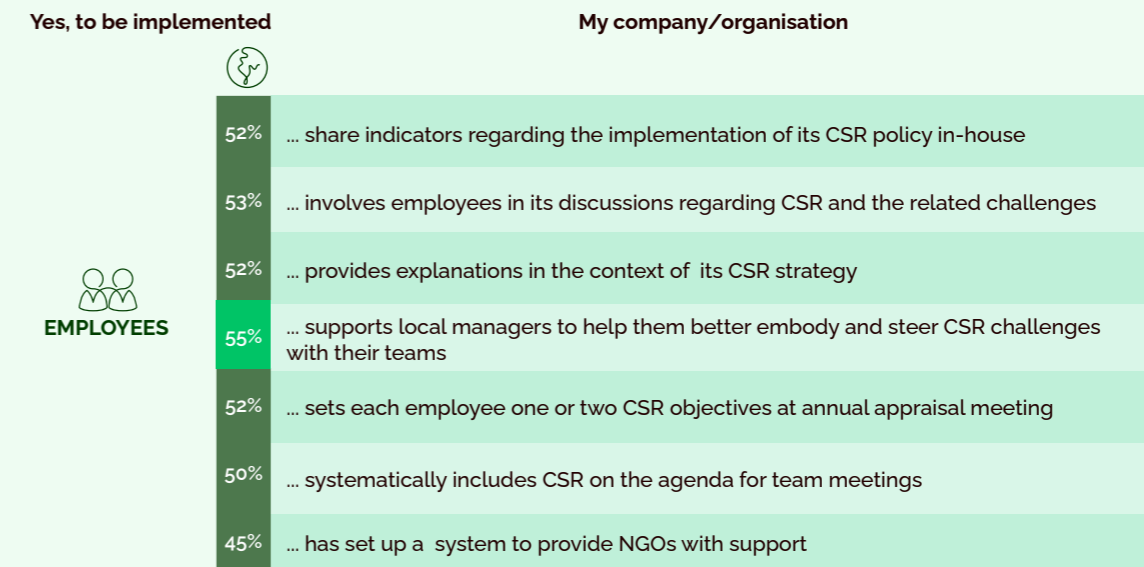 Yes, to be implemented
My company/organisation
52%
... share indicators regarding the implementation of its CSR policy in-house
53%
... involves employees in its discussions regarding CSR and the related challenges
52%
... provides explanations in the context of  its CSR strategy
EMPLOYEES
55%
... supports local managers to help them better embody and steer CSR challenges
with their teams
52%
... sets each employee one or two CSR objectives at annual appraisal meeting
50%
... systematically includes CSR on the agenda for team meetings
45%
... has set up a  system to provide NGOs with support